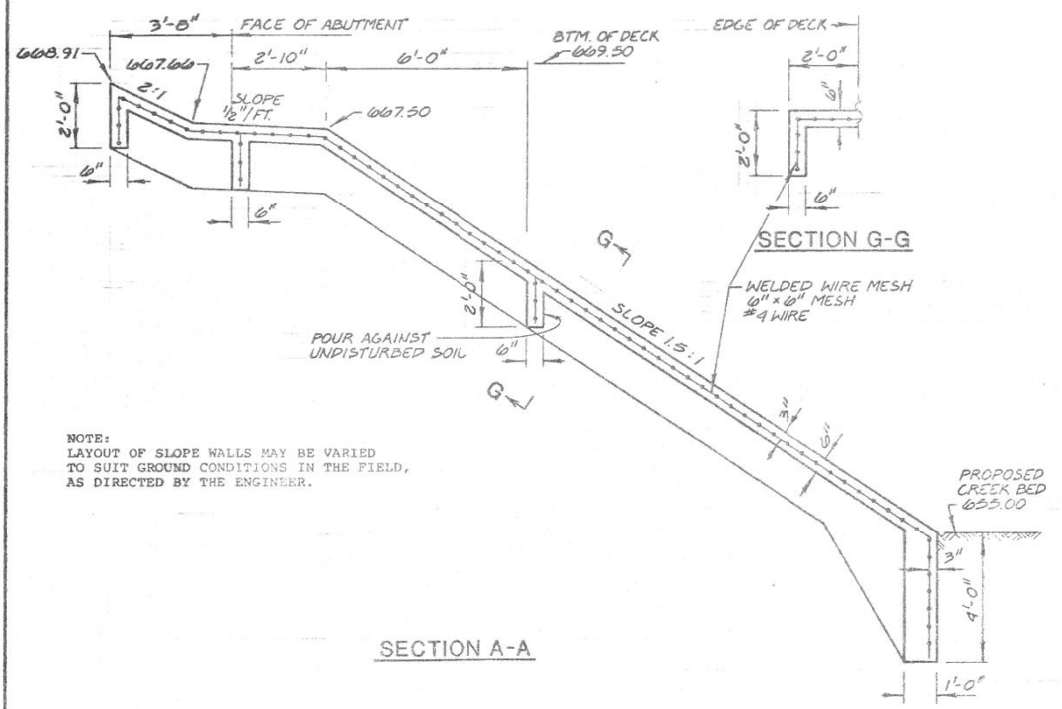 3'-8"
FACE OF ABUTMENT
668.91
667.66
2'-10"
6'-0"
BTM. OF DECK
669.50
EDGE OF DECK
2'-0"
6"
2:1
SLOPE
1/2"/FT.
667.50
2'-0"
6"
6"
2'-0"
6"
SECTION G-G
G
WELDED WIRE MESH
6" x 6" MESH
#4 WIRE
2'-0"
POUR AGAINST
UNDISTURBED SOIL
6"
SLOPE 1.5:1
G
3"
6"
NOTE:
LAYOUT OF SLOPE WALLS MAY BE VARIED
TO SUIT GROUND CONDITIONS IN THE FIELD,
AS DIRECTED BY THE ENGINEER.
PROPOSED
CREEK BED
655.00
3"
4'-0"
1'-0"
SECTION A-A